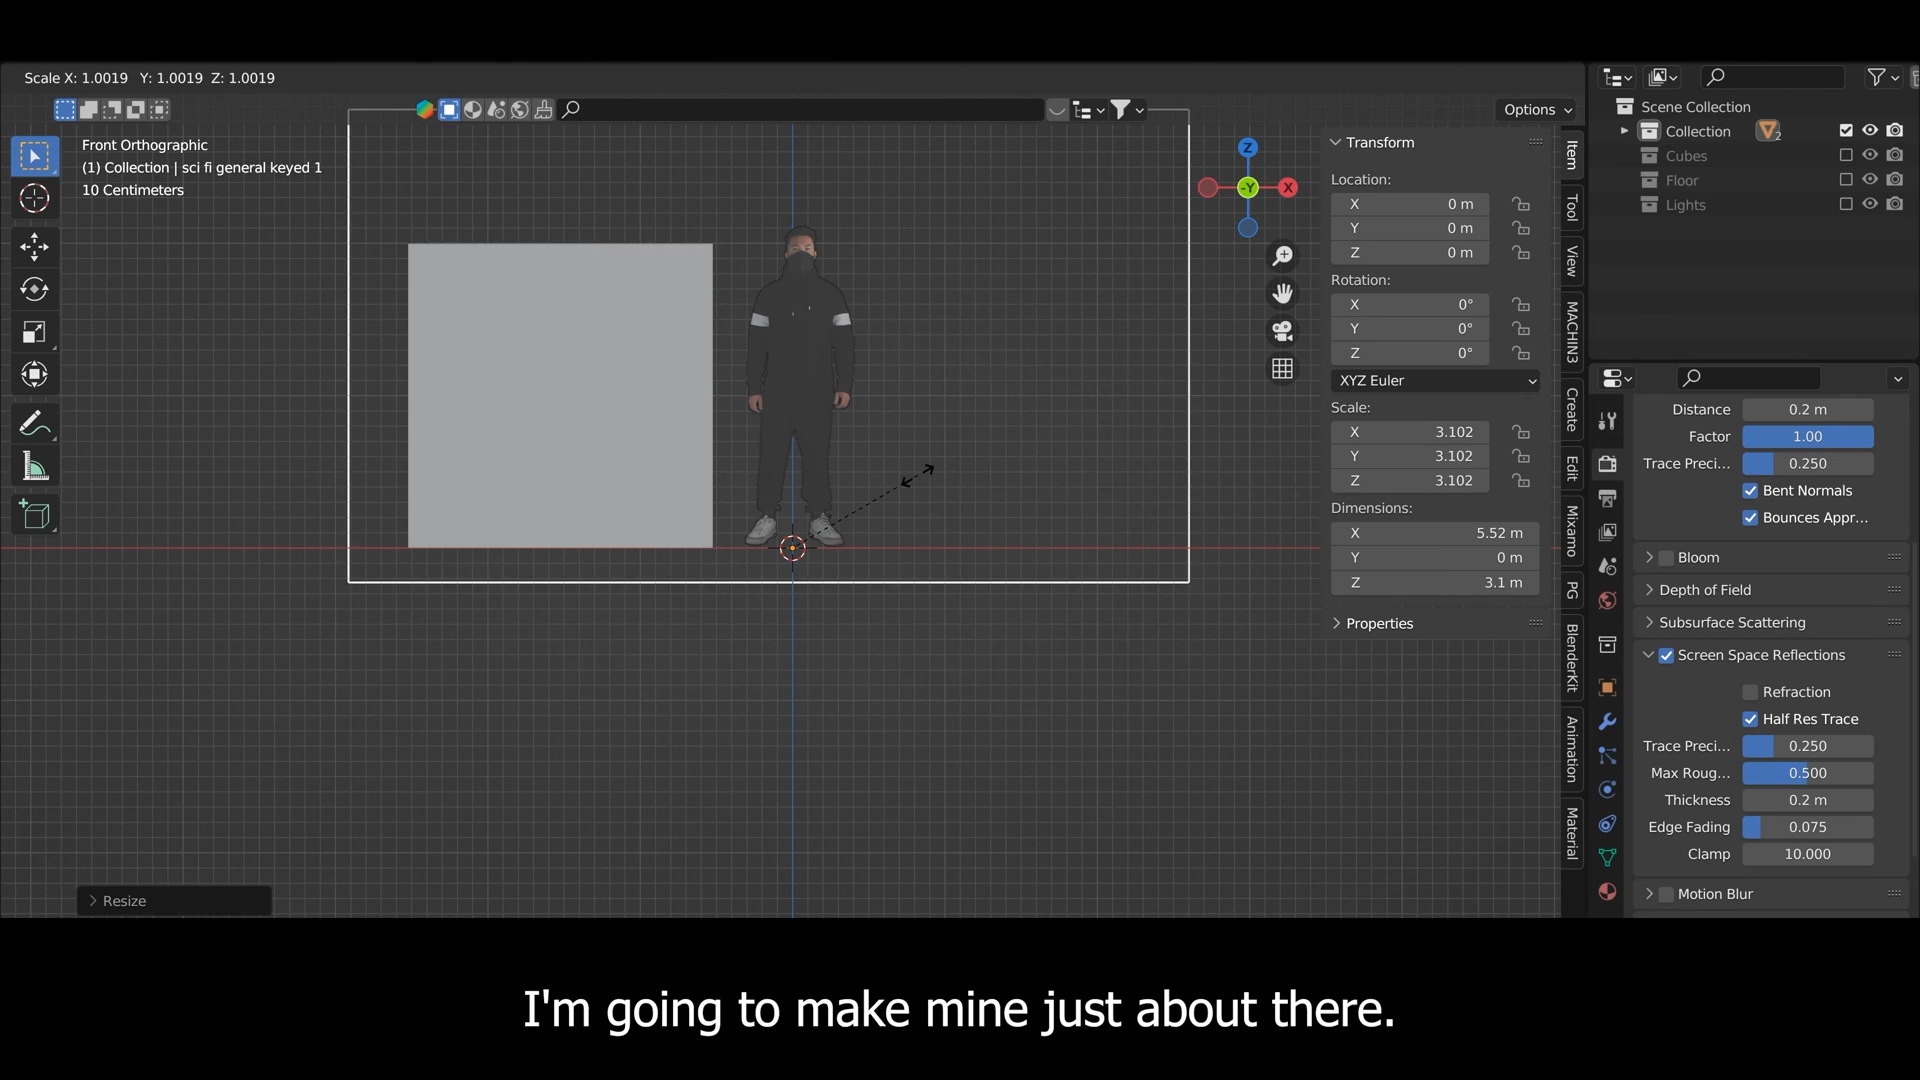 Scale X: 1.0019 Y: 1.0019 Z: 1.0019
Options
Front Orthographic
(1) Collection | sci fi general keyed 1
10 Centimeters
Z
-Y
X
Transform
Location:
X 0 m
Y 0 m
Z 0 m
Rotation:
X 0°
Y 0°
Z 0°
XYZ Euler
Scale:
X 3.102
Y 3.102
Z 3.102
Dimensions:
X 5.52 m
Y 0 m
Z 3.1 m
Properties
Item
Tool
View
MACHIN3
Create
Edit
Mixamo
PG
BlenderKit
Animation
Material
Scene Collection
Collection 2
Cubes
Floor
Lights
Distance 0.2 m
Factor 1.00
Trace Preci... 0.250
Bent Normals
Bounces Appr...
Bloom
Depth of Field
Subsurface Scattering
Screen Space Reflections
Refraction
Half Res Trace
Trace Preci... 0.250
Max Roug... 0.500
Thickness 0.2 m
Edge Fading 0.075
Clamp 10.000
Motion Blur
Resize
I'm going to make mine just about there.